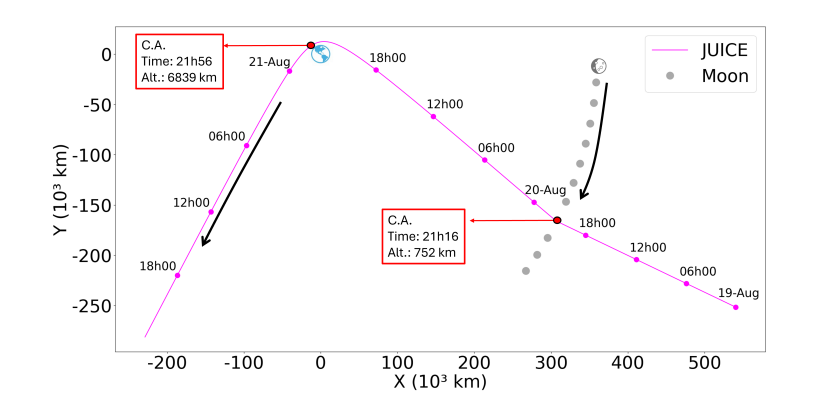 C.A.
Time: 21h56
Alt.: 6839 km
JUICE
Moon
21-Aug
18h00
12h00
06h00
20-Aug
06h00
12h00
18h00
C.A.
Time: 21h16
Alt.: 752 km
18h00
12h00
06h00
19-Aug
0
-50
-100
-150
-200
-250
Y (10³ km)
-200
-100
0
100
200
300
400
500
X (10³ km)